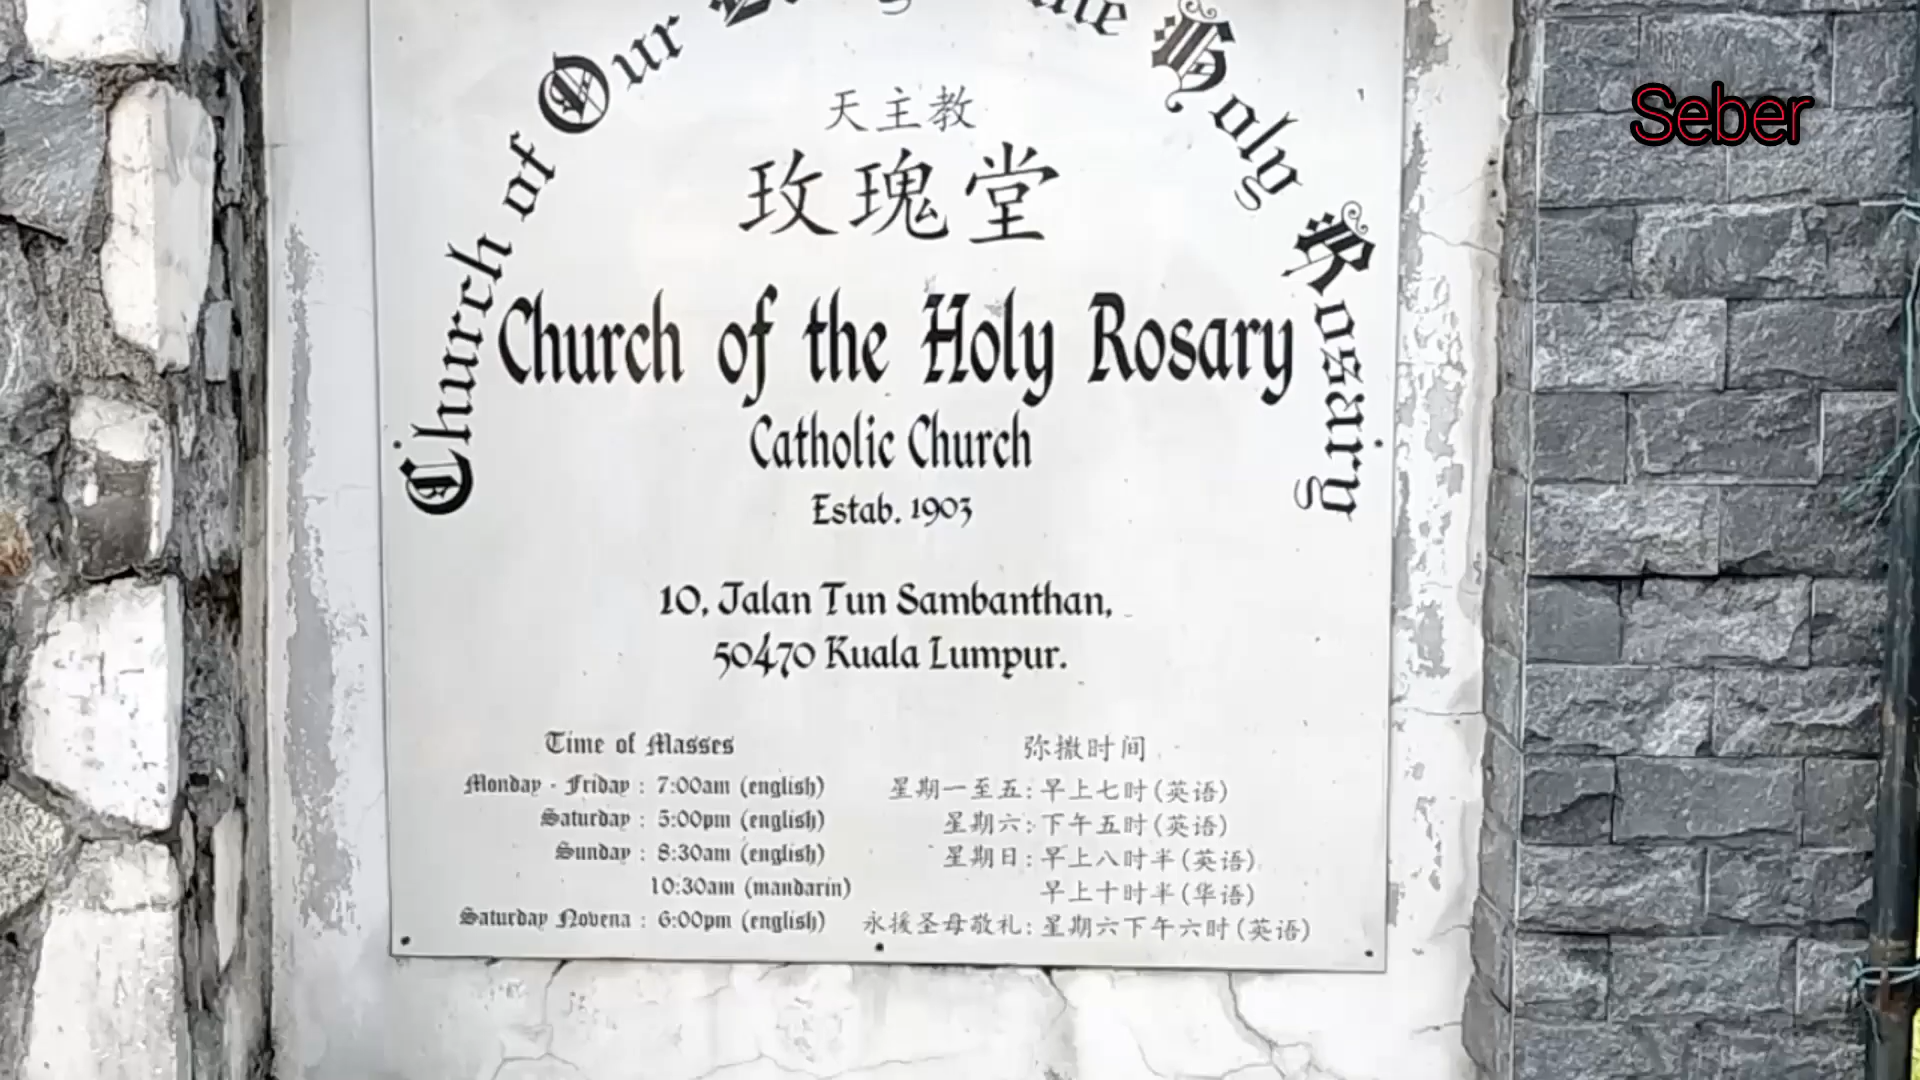 Church of Our the Holy Rosary
天主教
玫瑰堂
Church of the Holy Rosary
Catholic Church
Estab. 1903
10, Jalan Tun Sambanthan,
50470 Kuala Lumpur.
Time of Masses
Monday - Friday : 7:00am (english)
Saturday : 5:00pm (english)
Sunday : 8:30am (english)
10:30am (mandarin)
Saturday Novena : 6:00pm (english)
弥撒时间
星期一至五: 早上七时(英语)
星期六: 下午五时(英语)
星期日: 早上八时半(英语)
早上十时半(华语)
永援圣母敬礼: 星期六下午六时(英语)
Seber